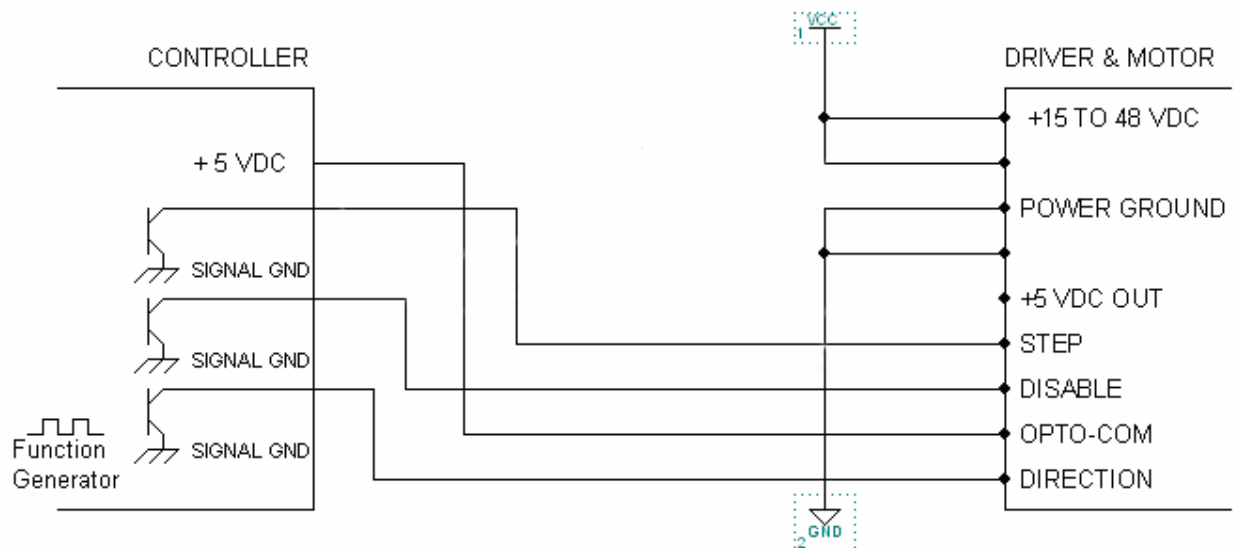 VCC
1
CONTROLLER
DRIVER & MOTOR
+15 TO 48 VDC
+ 5 VDC
POWER GROUND
SIGNAL GND
+5 VDC OUT
STEP
SIGNAL GND
DISABLE
OPTO-COM
SIGNAL GND
Function
Generator
DIRECTION
GND
2